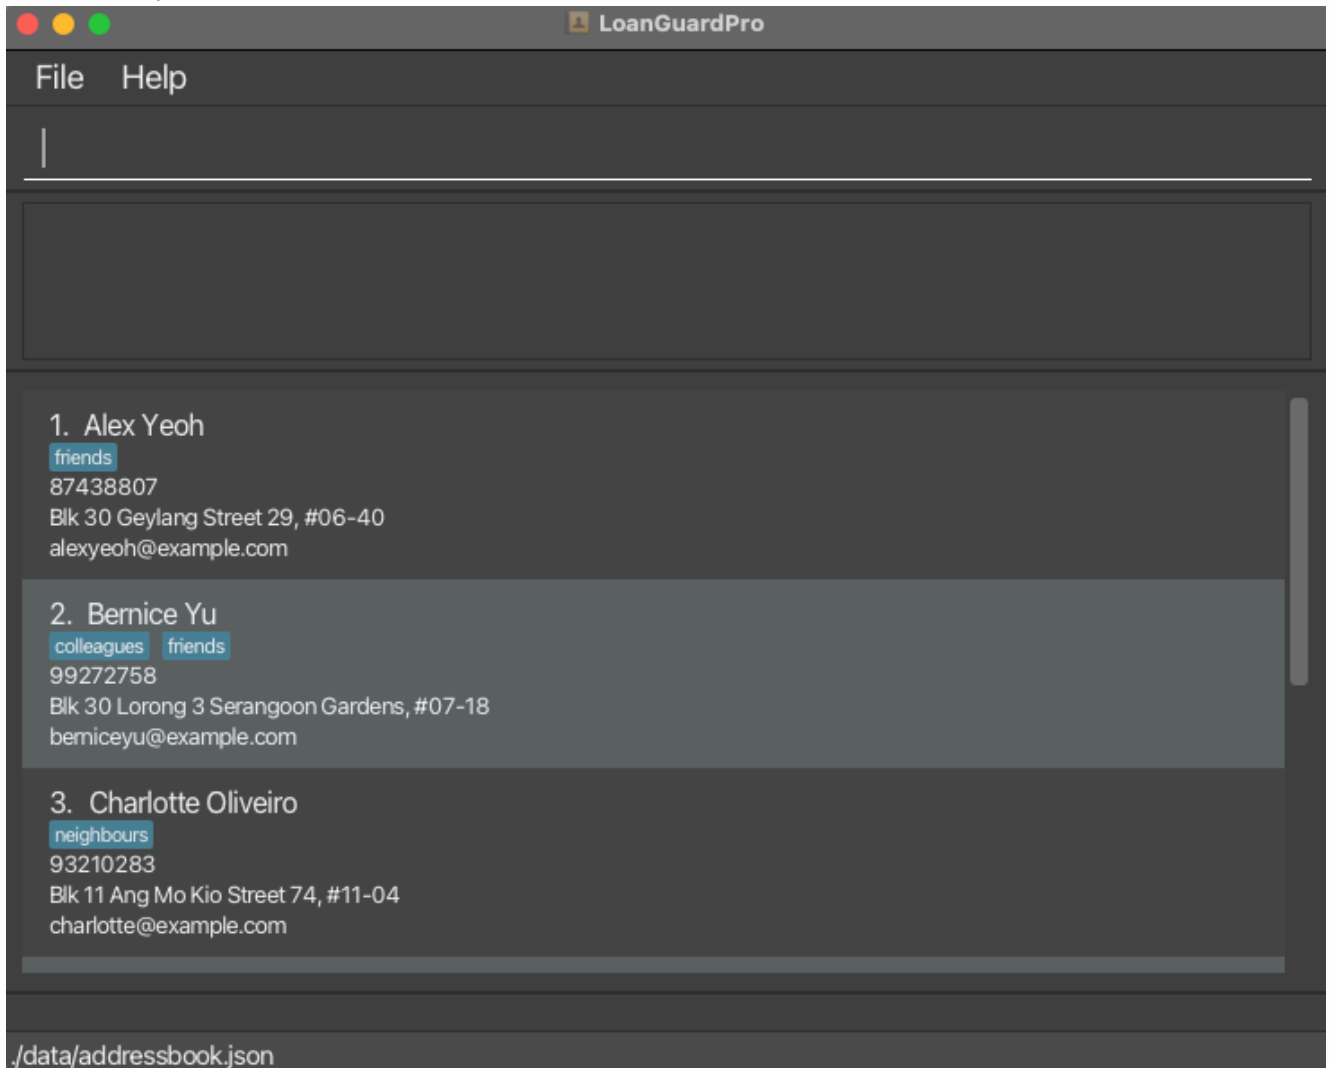 LoanGuardPro
File Help
1. Alex Yeoh
friends
87438807
Blk 30 Geylang Street 29, #06-40
alexyeoh@example.com
2. Bernice Yu
colleagues friends
99272758
Blk 30 Lorong 3 Serangoon Gardens, #07-18
berniceyu@example.com
3. Charlotte Oliveiro
neighbours
93210283
Blk 11 Ang Mo Kio Street 74, #11-04
charlotte@example.com
./data/addressbook.json